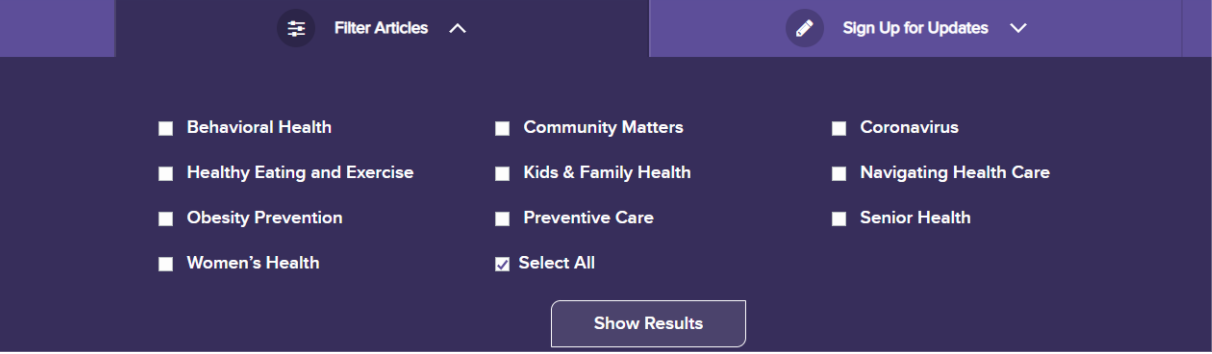 Filter Articles
Sign Up for Updates
Behavioral Health
Community Matters
Coronavirus
Healthy Eating and Exercise
Kids & Family Health
Navigating Health Care
Obesity Prevention
Preventive Care
Senior Health
Women’s Health
Select All
Show Results